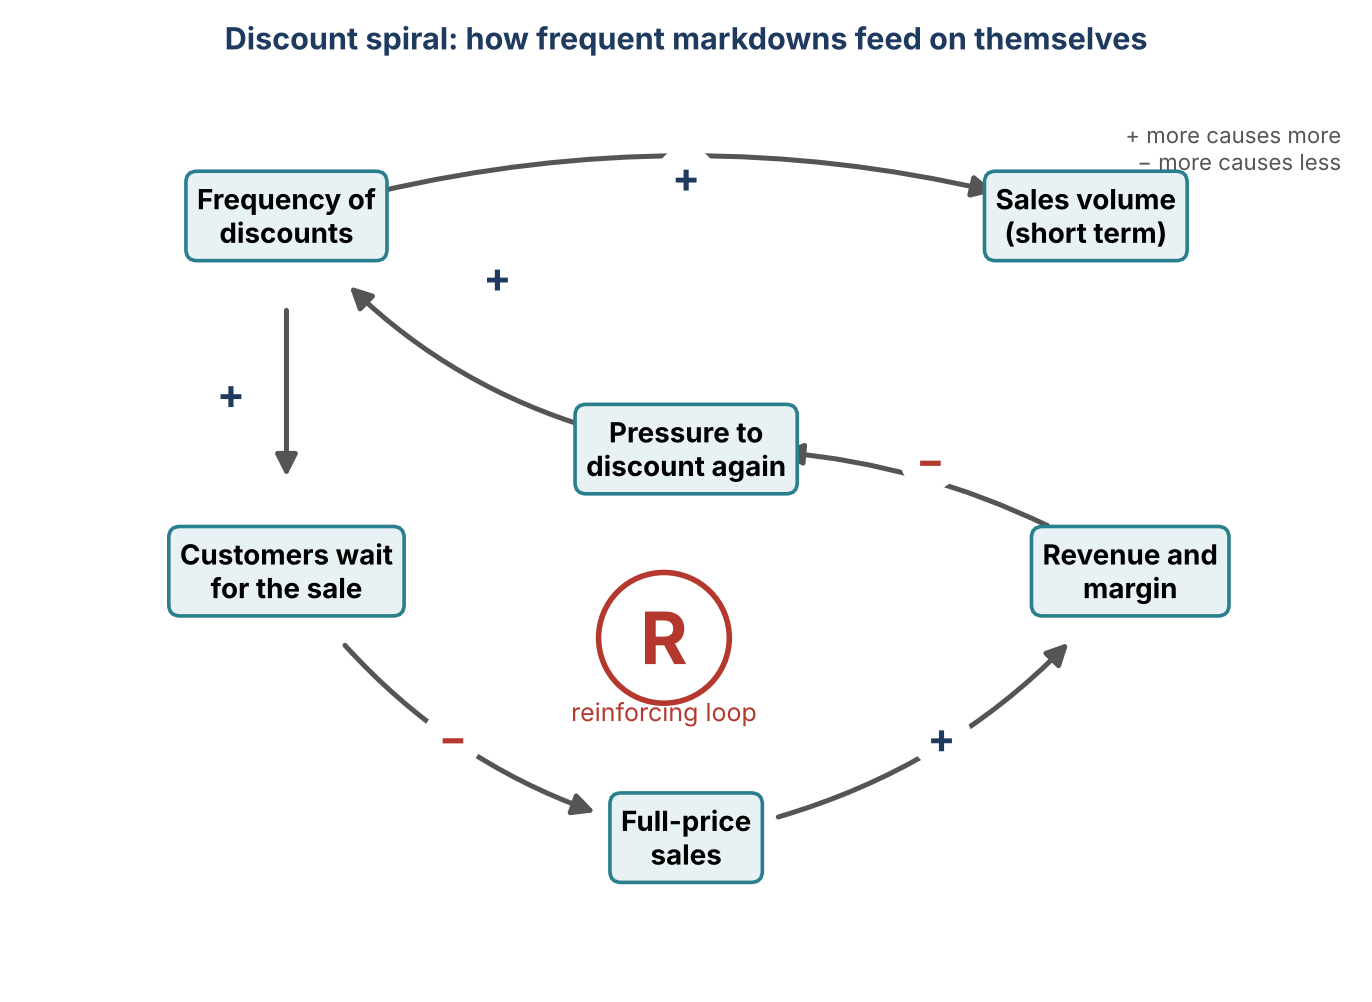 Discount spiral: how frequent markdowns feed on themselves
+ more causes more
− more causes less
Frequency of
discounts
+
Sales volume
(short term)
+
+
Pressure to
discount again
−
Customers wait
for the sale
Revenue and
margin
R
reinforcing loop
−
+
Full-price
sales